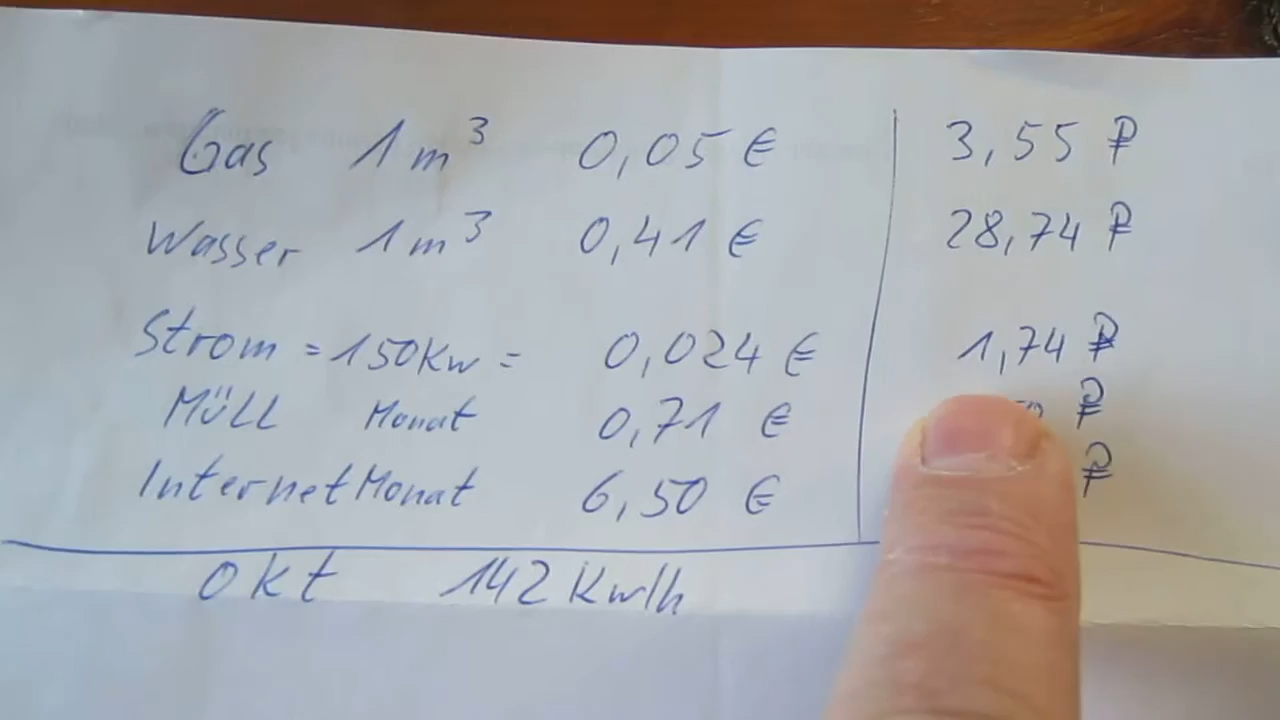 Gas 1 m³ 0,05 € 3,55 ₽
Wasser 1 m³ 0,41 € 28,74 ₽
Strom = 150Kw = 0,024 € 1,74 ₽
MüLL Monat 0,71 € ₽
Internet Monat 6,50 € ₽
Okt 142 Kw/h